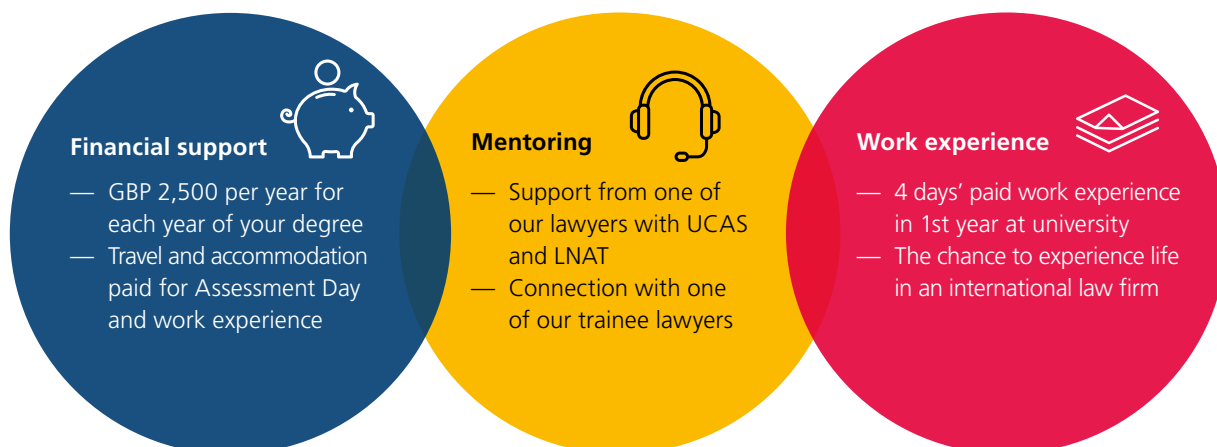 Financial support
— GBP 2,500 per year for
each year of your degree
— Travel and accommodation
paid for Assessment Day
and work experience
Mentoring
— Support from one of
our lawyers with UCAS
and LNAT
— Connection with one
of our trainee lawyers
Work experience
— 4 days’ paid work experience
in 1st year at university
— The chance to experience life
in an international law firm